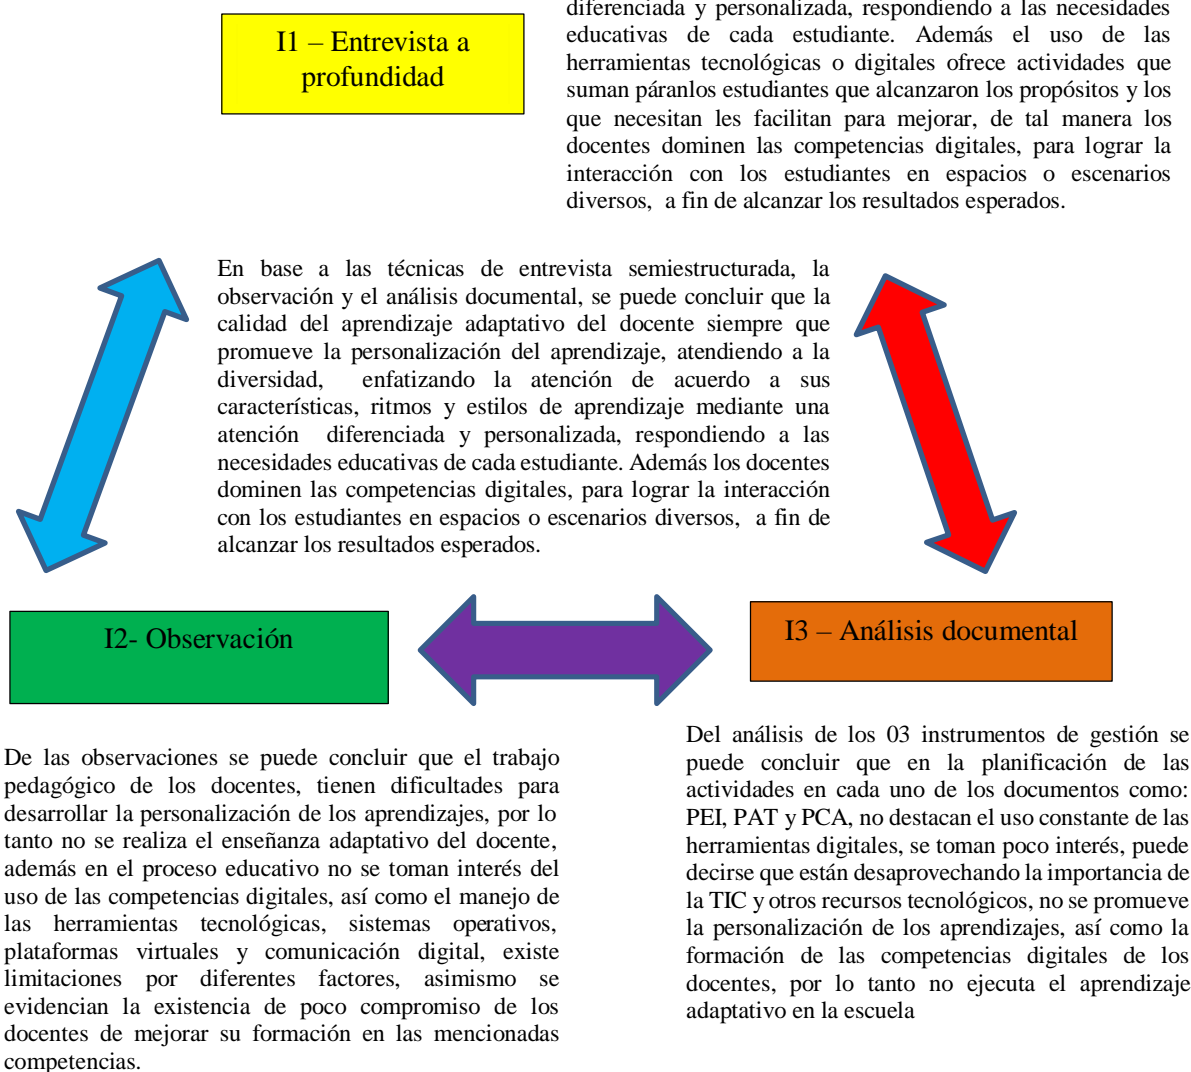 I1 – Entrevista a
profundidad
diferenciada y personalizada, respondiendo a las necesidades
educativas de cada estudiante. Además el uso de las
herramientas tecnológicas o digitales ofrece actividades que
suman páranlos estudiantes que alcanzaron los propósitos y los
que necesitan les facilitan para mejorar, de tal manera los
docentes dominen las competencias digitales, para lograr la
interacción con los estudiantes en espacios o escenarios
diversos, a fin de alcanzar los resultados esperados.
En base a las técnicas de entrevista semiestructurada, la
observación y el análisis documental, se puede concluir que la
calidad del aprendizaje adaptativo del docente siempre que
promueve la personalización del aprendizaje, atendiendo a la
diversidad, enfatizando la atención de acuerdo a sus
características, ritmos y estilos de aprendizaje mediante una
atención diferenciada y personalizada, respondiendo a las
necesidades educativas de cada estudiante. Además los docentes
dominen las competencias digitales, para lograr la interacción
con los estudiantes en espacios o escenarios diversos, a fin de
alcanzar los resultados esperados.
I2- Observación
I3 – Análisis documental
De las observaciones se puede concluir que el trabajo
pedagógico de los docentes, tienen dificultades para
desarrollar la personalización de los aprendizajes, por lo
tanto no se realiza el enseñanza adaptativo del docente,
además en el proceso educativo no se toman interés del
uso de las competencias digitales, así como el manejo de
las herramientas tecnológicas, sistemas operativos,
plataformas virtuales y comunicación digital, existe
limitaciones por diferentes factores, asimismo se
evidencian la existencia de poco compromiso de los
docentes de mejorar su formación en las mencionadas
competencias.
Del análisis de los 03 instrumentos de gestión se
puede concluir que en la planificación de las
actividades en cada uno de los documentos como:
PEI, PAT y PCA, no destacan el uso constante de las
herramientas digitales, se toman poco interés, puede
decirse que están desaprovechando la importancia de
la TIC y otros recursos tecnológicos, no se promueve
la personalización de los aprendizajes, así como la
formación de las competencias digitales de los
docentes, por lo tanto no ejecuta el aprendizaje
adaptativo en la escuela